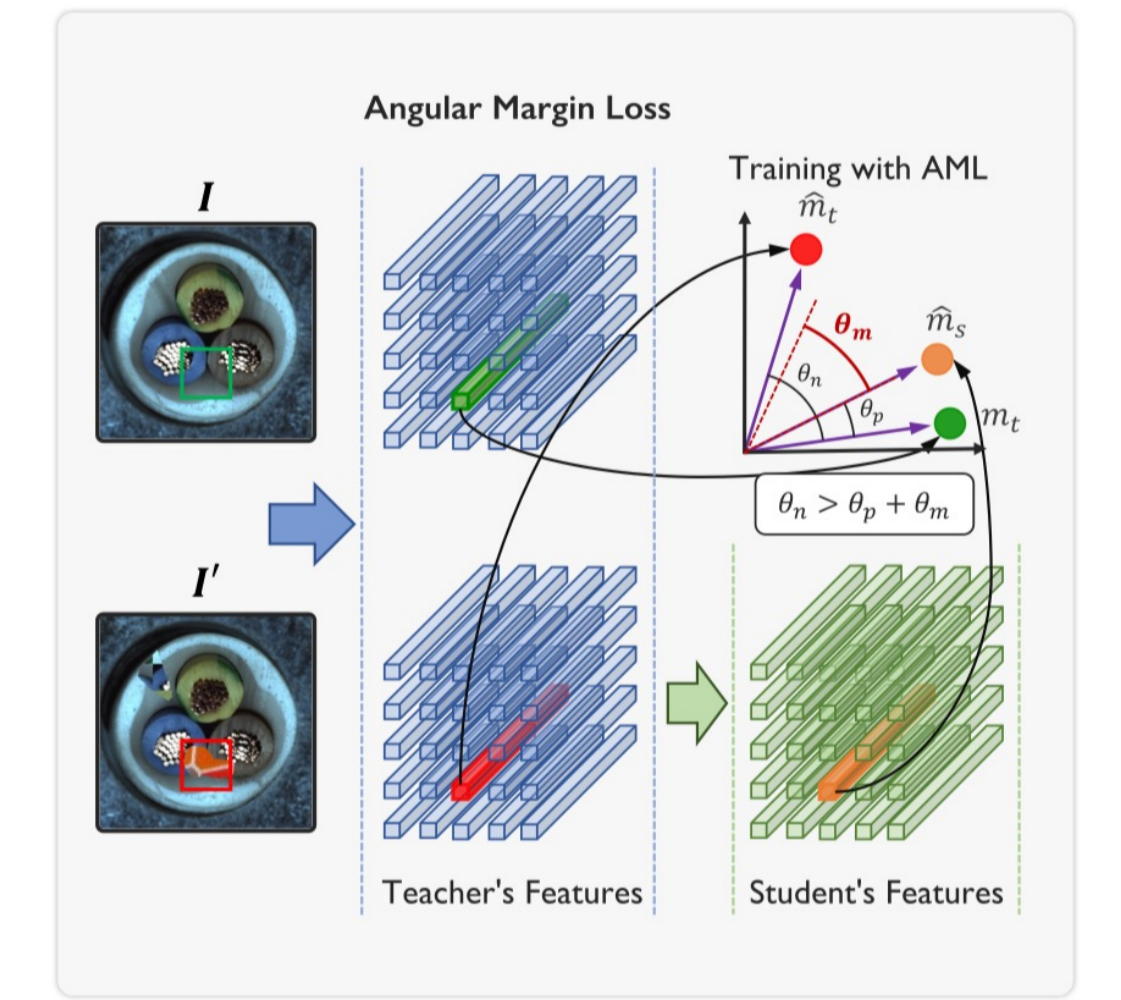 Angular Margin Loss
I
Training with AML
m̂ₜ
θₘ
m̂ₛ
θₙ
θₚ
mₜ
θₙ > θₚ + θₘ
I′
Teacher's Features
Student's Features